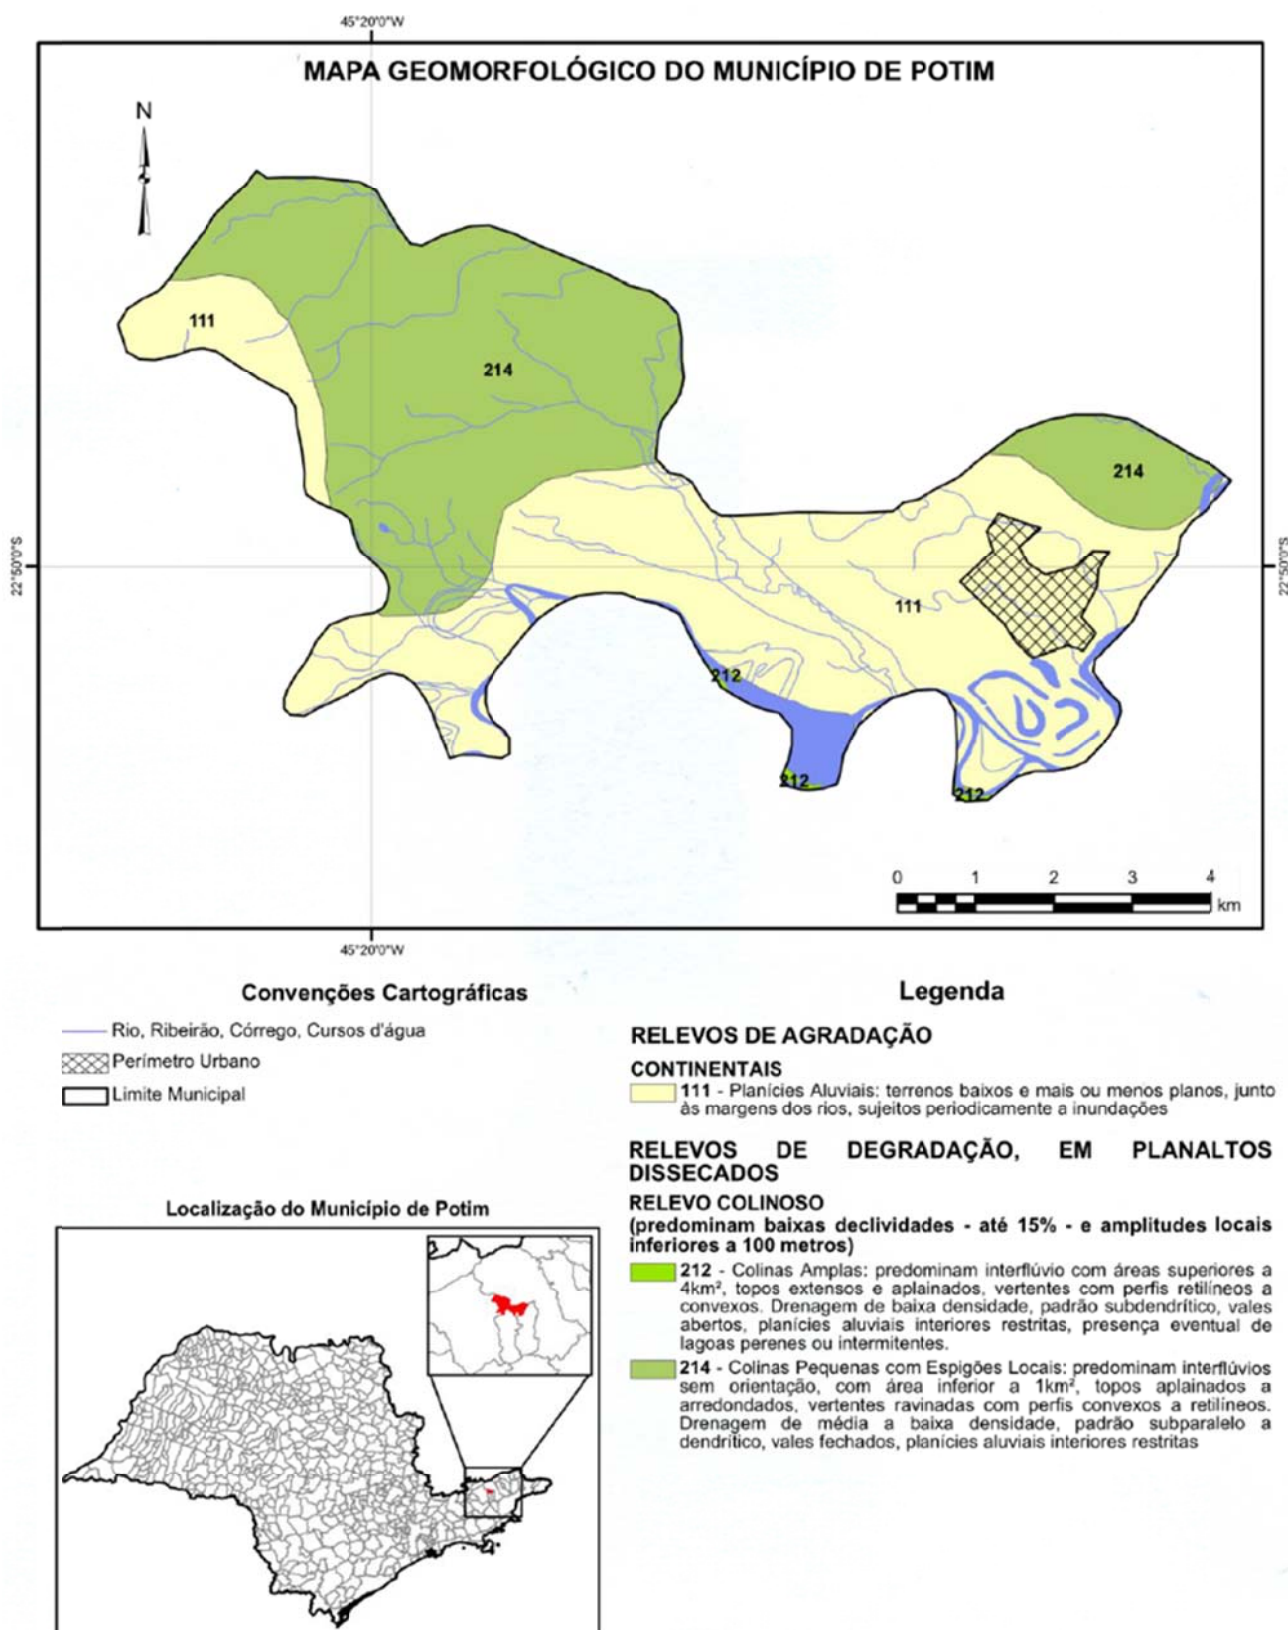 45°20'0"W
MAPA GEOMORFOLÓGICO DO MUNICÍPIO DE POTIM
N
111
214
214
22°50'0"S
22°50'0"S
111
212
212
212
0 1 2 3 4
km
45°20'0"W
Convenções Cartográficas
Rio, Ribeirão, Córrego, Cursos d'água
Perímetro Urbano
Limite Municipal
Localização do Município de Potim
Legenda
RELEVOS DE AGRADAÇÃO
CONTINENTAIS
111 - Planícies Aluviais: terrenos baixos e mais ou menos planos, junto
às margens dos rios, sujeitos periodicamente a inundações
RELEVOS DE DEGRADAÇÃO, EM PLANALTOS
DISSECADOS
RELEVO COLINOSO
(predominam baixas declividades - até 15% - e amplitudes locais
inferiores a 100 metros)
212 - Colinas Amplas: predominam interflúvio com áreas superiores a
4km², topos extensos e aplainados, vertentes com perfis retilíneos a
convexos. Drenagem de baixa densidade, padrão subdendrítico, vales
abertos, planícies aluviais interiores restritas, presença eventual de
lagoas perenes ou intermitentes.
214 - Colinas Pequenas com Espigões Locais: predominam interflúvios
sem orientação, com área inferior a 1km², topos aplainados a
arredondados, vertentes ravinadas com perfis convexos a retilíneos.
Drenagem de média a baixa densidade, padrão subparalelo a
dendrítico, vales fechados, planícies aluviais interiores restritas